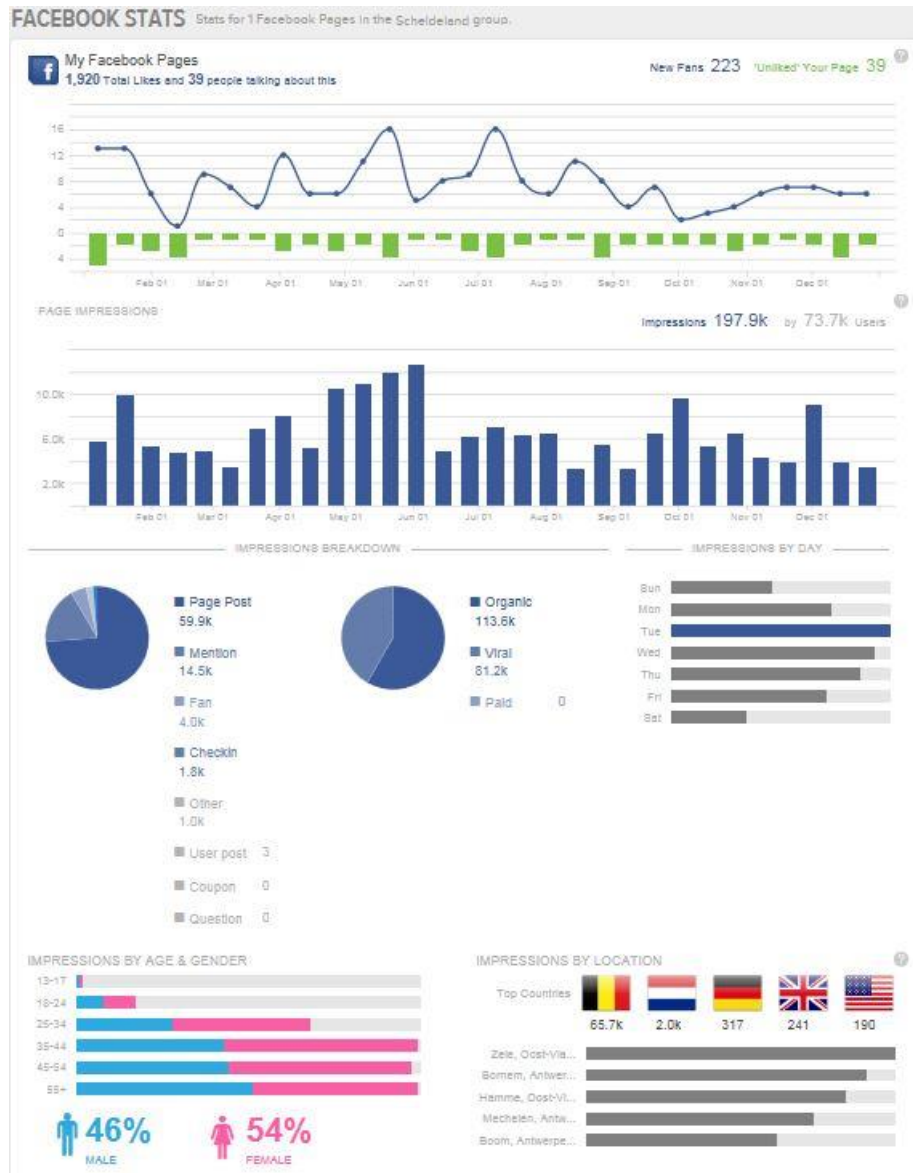 FACEBOOK STATS Stats for 1 Facebook Pages in the Scheldeland group.
f My Facebook Pages
1,920 Total Likes and 39 people talking about this
New Fans 223 'Unliked' Your Page 39 ?
16
12
8
4
0
4
Feb 01 Mar 01 Apr 01 May 01 Jun 01 Jul 01 Aug 01 Sep 01 Oct 01 Nov 01 Dec 01
?
PAGE IMPRESSIONS
Impressions 197.9k by 73.7k Users
10.0k
6.0k
2.0k
Feb 01 Mar 01 Apr 01 May 01 Jun 01 Jul 01 Aug 01 Sep 01 Oct 01 Nov 01 Dec 01
IMPRESSIONS BREAKDOWN
Page Post
59.9k
Mention
14.5k
Fan
4.0k
Checkin
1.8k
Other
1.0k
User post 3
Coupon 0
Question 0
Organic
113.6k
Viral
81.2k
Paid 0
IMPRESSIONS BY DAY
Sun
Mon
Tue
Wed
Thu
Fri
Sat
IMPRESSIONS BY AGE & GENDER
13-17
18-24
25-34
35-44
45-54
55+
46%
MALE
54%
FEMALE
IMPRESSIONS BY LOCATION ?
Top Countries
65.7k 2.0k 317 241 190
Zele, Oost-Vla...
Bornem, Antwer...
Hamme, Oost-Vl...
Mechelen, Antw...
Boom, Antwerpe...